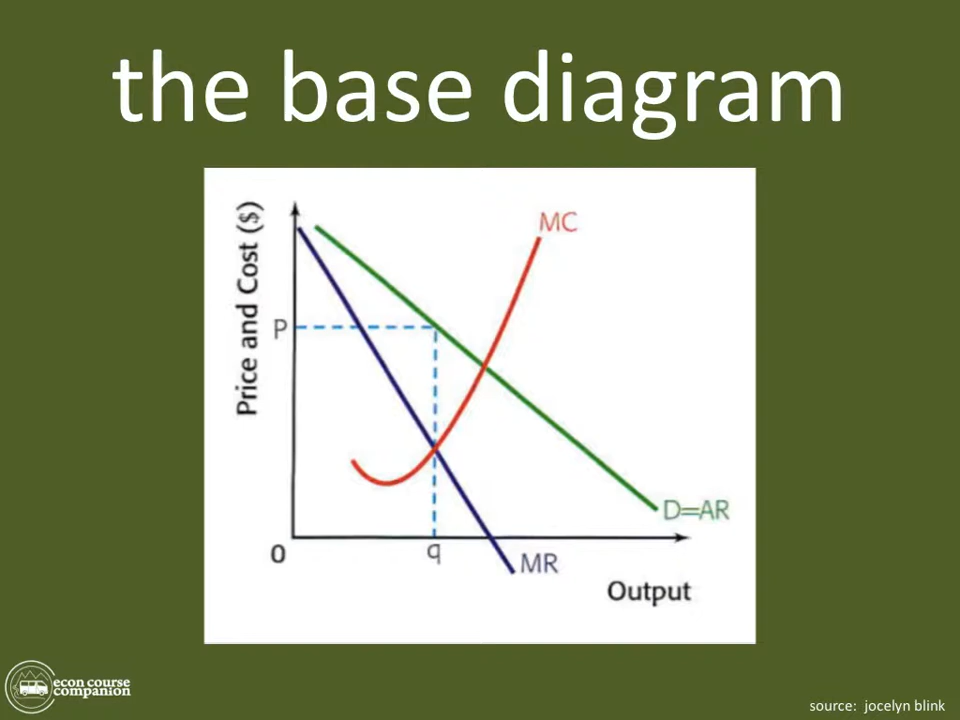 the base diagram
Price and Cost ($)
MC
P
D=AR
0
q
MR
Output
econ course
companion
source: jocelyn blink